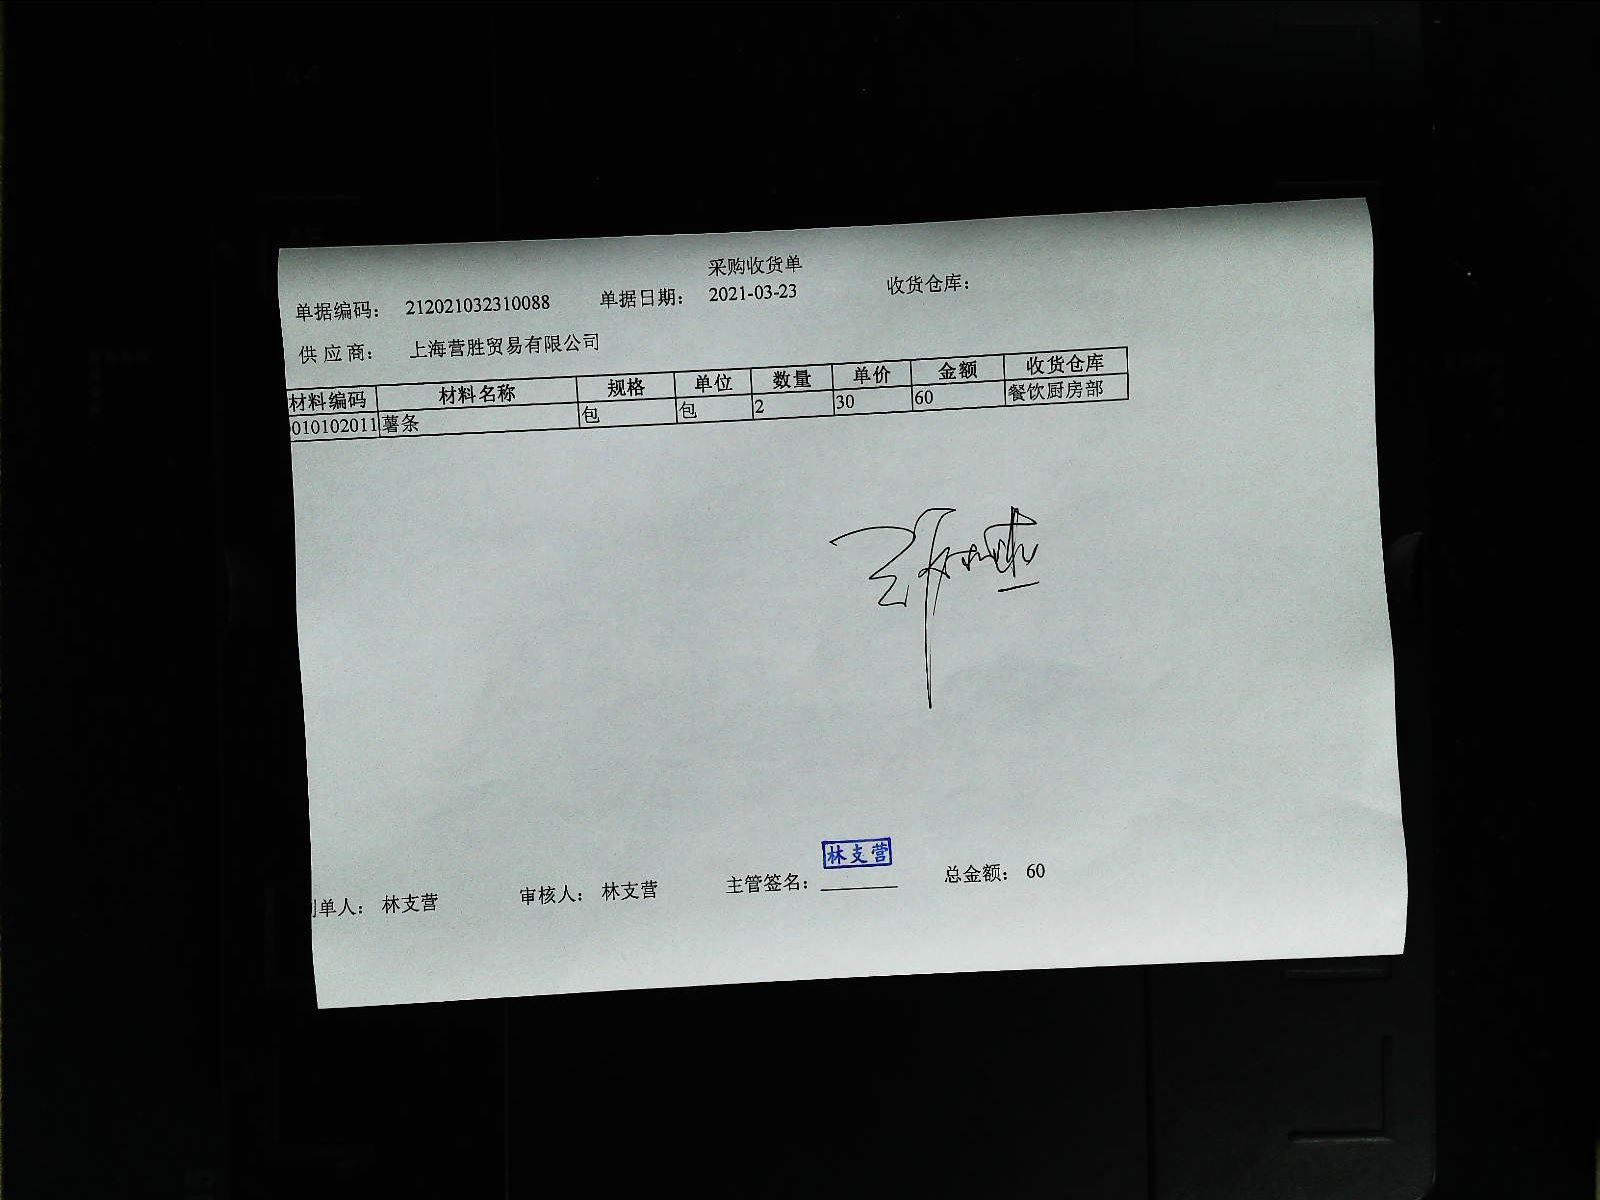 采购收货单
单据编码： 212021032310088 单据日期： 2021-03-23 收货仓库：
供应商： 上海营胜贸易有限公司
材料编码 材料名称 规格 单位 数量 单价 金额 收货仓库
010102011 薯条 包 包 2 30 60 餐饮厨房部
林支营
单人： 林支营 审核人： 林支营 主管签名： 总金额： 60